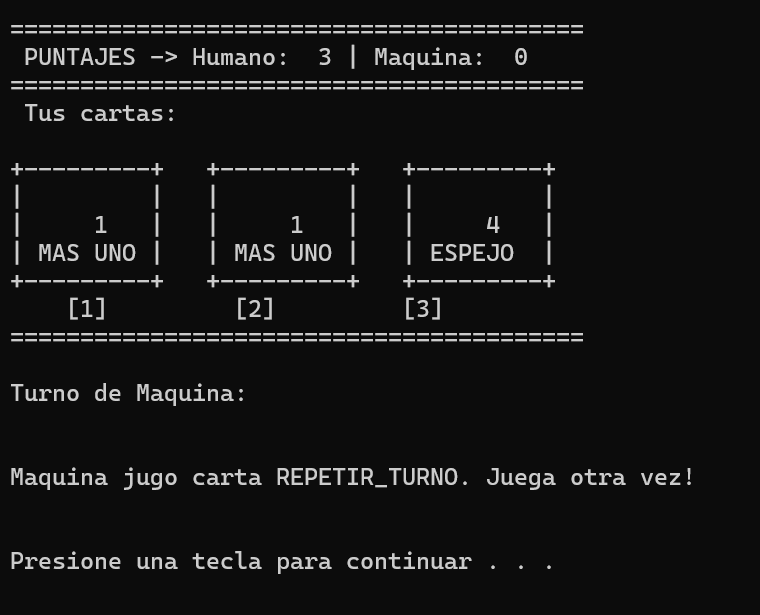 =========================================
 PUNTAJES -> Humano:  3 | Maquina:  0
=========================================
 Tus cartas:
+---------+   +---------+   +---------+
|         |   |         |   |         |
|     1   |   |     1   |   |     4   |
| MAS UNO |   | MAS UNO |   | ESPEJO  |
+---------+   +---------+   +---------+
    [1]         [2]         [3]
=========================================
Turno de Maquina:
Maquina jugo carta REPETIR_TURNO. Juega otra vez!
Presione una tecla para continuar . . .